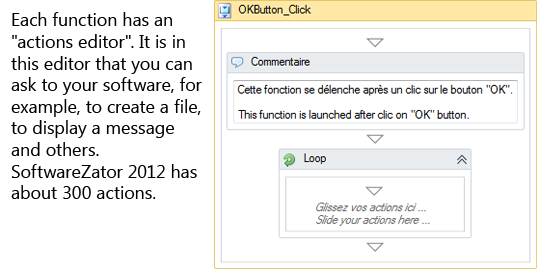 Each function has an
"actions editor". It is in
this editor that you can
ask to your software, for
example, to create a file,
to display a message
and others.
SoftwareZator 2012 has
about 300 actions.
OKButton_Click
Commentaire
Cette fonction se délenche après un clic sur le bouton "OK".
This function is launched after clic on "OK" button.
Loop
Glissez vos actions ici ...
Slide your actions here ...